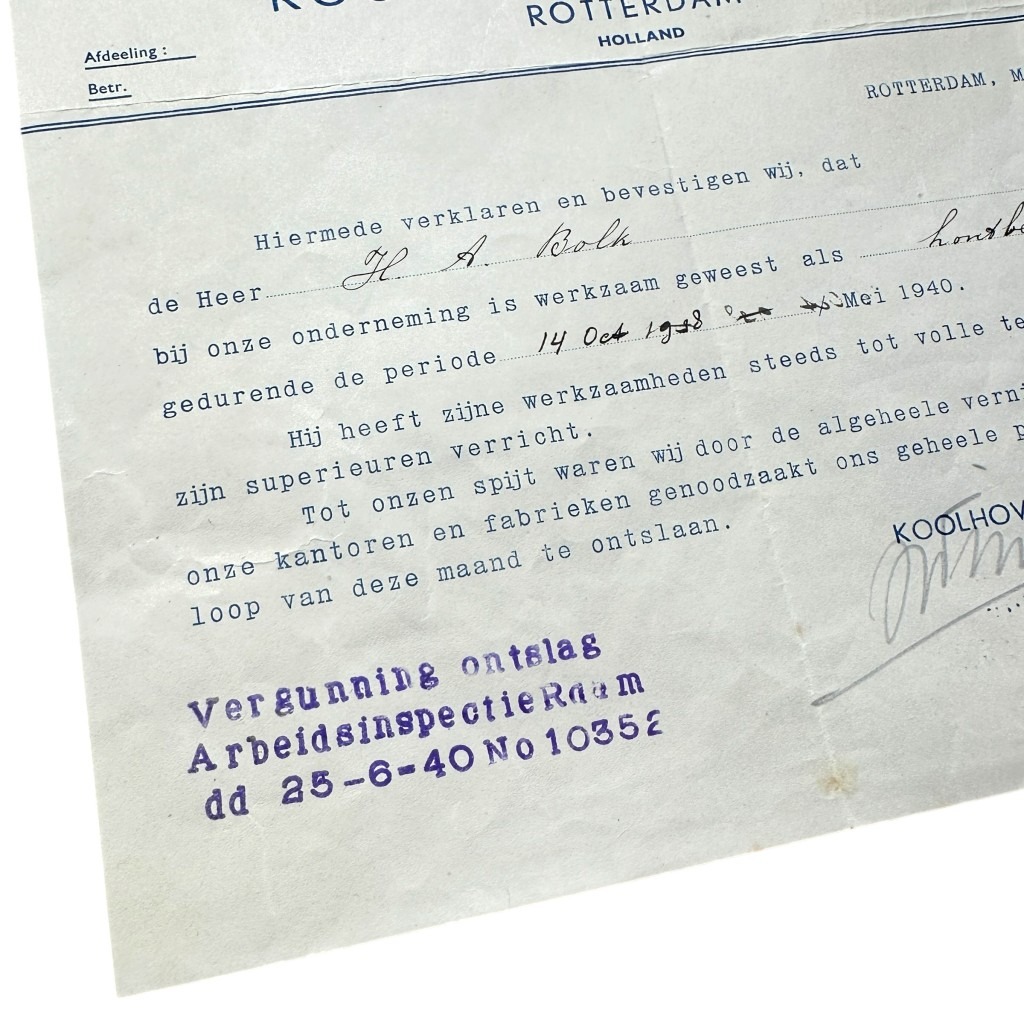 ROTTERDAM
HOLLAND
Afdeeling:
Betr.
ROTTERDAM, M
Hiermede verklaren en bevestigen wij, dat
de Heer H A. Bolk
bij onze onderneming is werkzaam geweest als
gedurende de periode 14 Oct Mei 1940.
Hij heeft zijne werkzaamheden steeds tot volle te
zijn superieuren verricht.
Tot onzen spijt waren wij door de algeheele verni
onze kantoren en fabrieken genoodzaakt ons geheele p
loop van deze maand te ontslaan.
KOOLHOV
Vergunning ontslag
Arbeidsinspectie
dd 25-6-40 No 10352